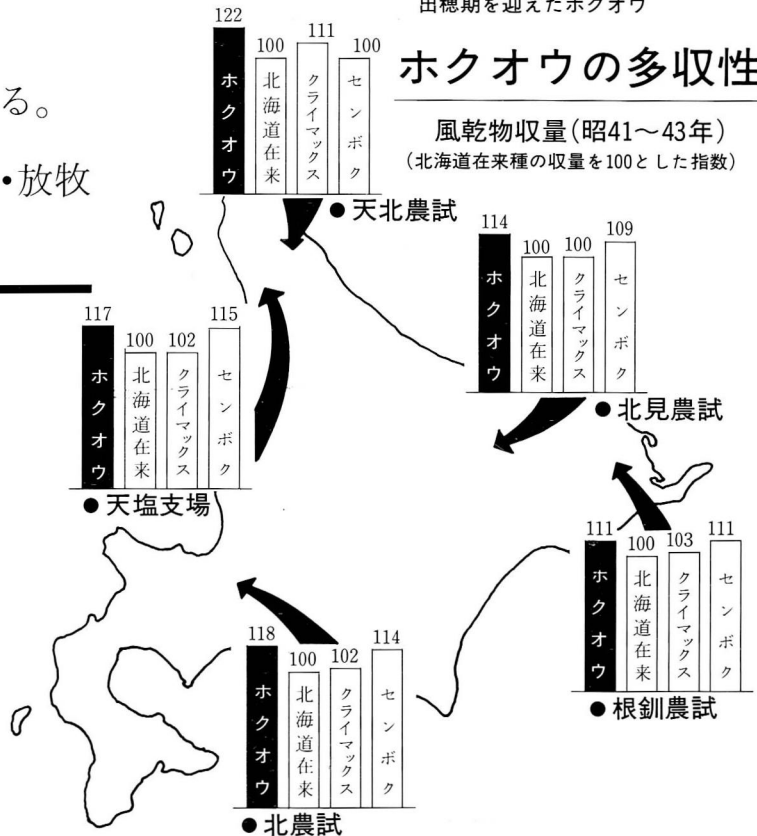 出穂期を迎えたホクオウ
ホクオウの多収性
風乾物収量(昭41〜43年)
(北海道在来種の収量を100とした指数)
る。
・放牧
122
100
111
100
ホクオウ
北海道在来
クライマックス
センボク
●天北農試
114
100
100
109
ホクオウ
北海道在来
クライマックス
センボク
●北見農試
117
100
102
115
ホクオウ
北海道在来
クライマックス
センボク
●天塩支場
111
100
103
111
ホクオウ
北海道在来
クライマックス
センボク
●根釧農試
118
100
102
114
ホクオウ
北海道在来
クライマックス
センボク
●北農試